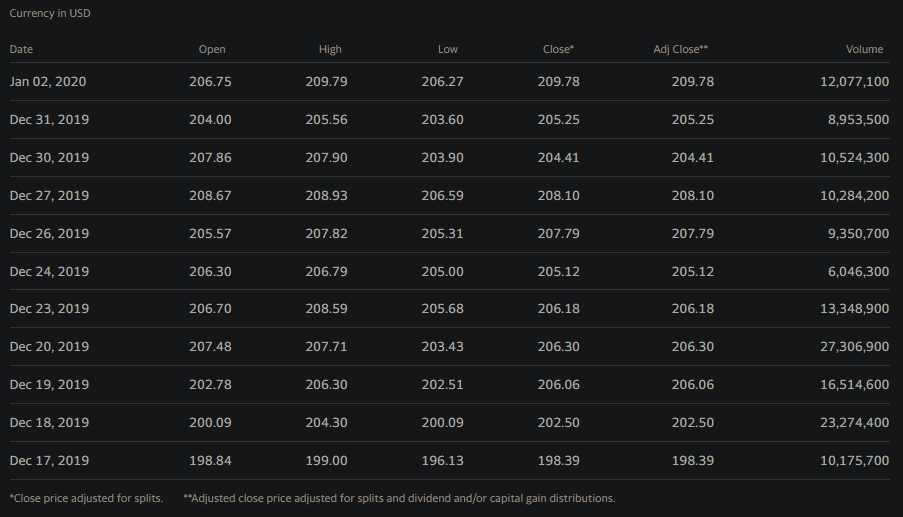 Currency in USD
Date Open High Low Close* Adj Close** Volume
Jan 02, 2020 206.75 209.79 206.27 209.78 209.78 12,077,100
Dec 31, 2019 204.00 205.56 203.60 205.25 205.25 8,953,500
Dec 30, 2019 207.86 207.90 203.90 204.41 204.41 10,524,300
Dec 27, 2019 208.67 208.93 206.59 208.10 208.10 10,284,200
Dec 26, 2019 205.57 207.82 205.31 207.79 207.79 9,350,700
Dec 24, 2019 206.30 206.79 205.00 205.12 205.12 6,046,300
Dec 23, 2019 206.70 208.59 205.68 206.18 206.18 13,348,900
Dec 20, 2019 207.48 207.71 203.43 206.30 206.30 27,306,900
Dec 19, 2019 202.78 206.30 202.51 206.06 206.06 16,514,600
Dec 18, 2019 200.09 204.30 200.09 202.50 202.50 23,274,400
Dec 17, 2019 198.84 199.00 196.13 198.39 198.39 10,175,700
*Close price adjusted for splits. **Adjusted close price adjusted for splits and dividend and/or capital gain distributions.